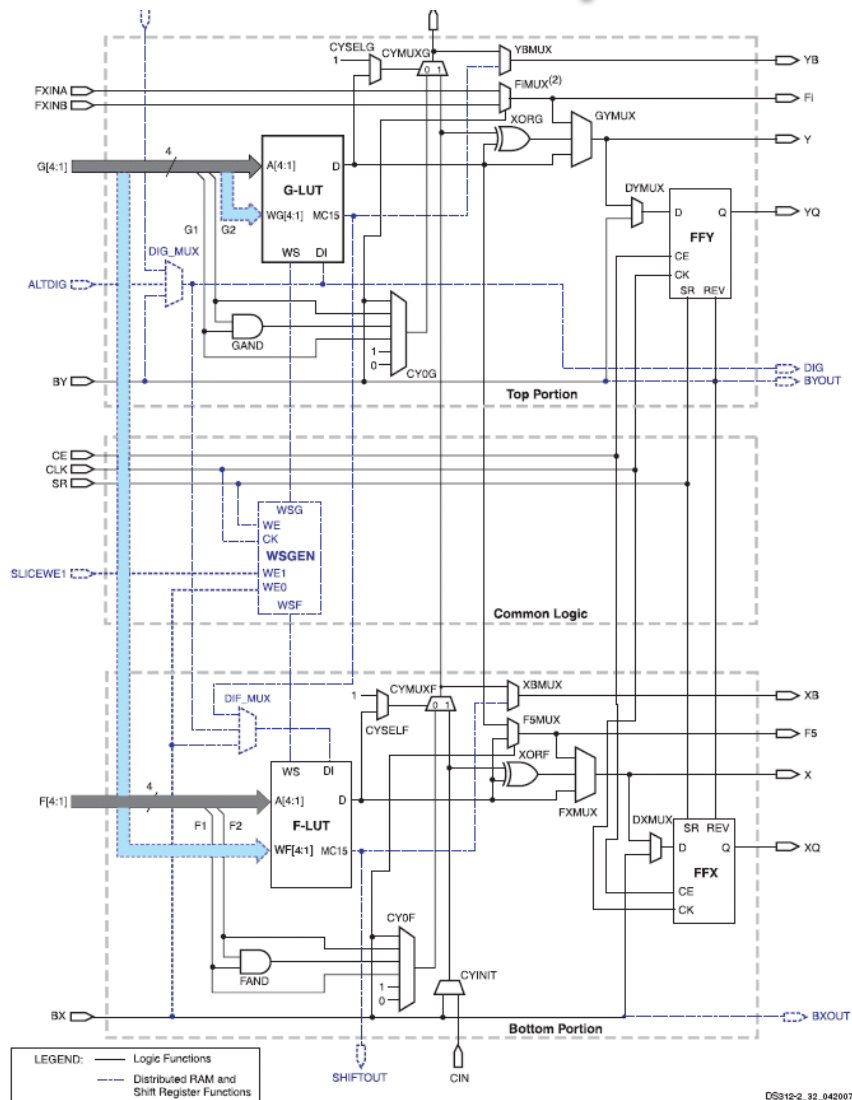 CYSELG
CYMUXG
YBMUX
1
0 1
YB
FXINA
FXINB
FiMUX(2)
Fi
XORG
GYMUX
Y
4
G[4:1]
A[4:1]
D
G-LUT
DYMUX
WG[4:1]
MC15
D
Q
YQ
FFY
G1
G2
DIG_MUX
WS
DI
CE
CK
ALTDIG
SR
REV
GAND
1
0
CY0G
DIG
BY
BYOUT
Top Portion
CE
CLK
SR
WSG
WE
CK
WSGEN
SLICEWE1
WE1
WE0
WSF
Common Logic
DIF_MUX
CYMUXF
XBMUX
1
0 1
XB
CYSELF
F5MUX
F5
XORF
WS
DI
X
4
F[4:1]
A[4:1]
D
FXMUX
F-LUT
F1
F2
DXMUX
SR
REV
WF[4:1]
MC15
D
Q
XQ
FFX
CE
CK
CY0F
FAND
CYINIT
1
0
BX
BXOUT
Bottom Portion
LEGEND:
Logic Functions
Distributed RAM and
Shift Register Functions
SHIFTOUT
CIN
DS312-2_32_042007